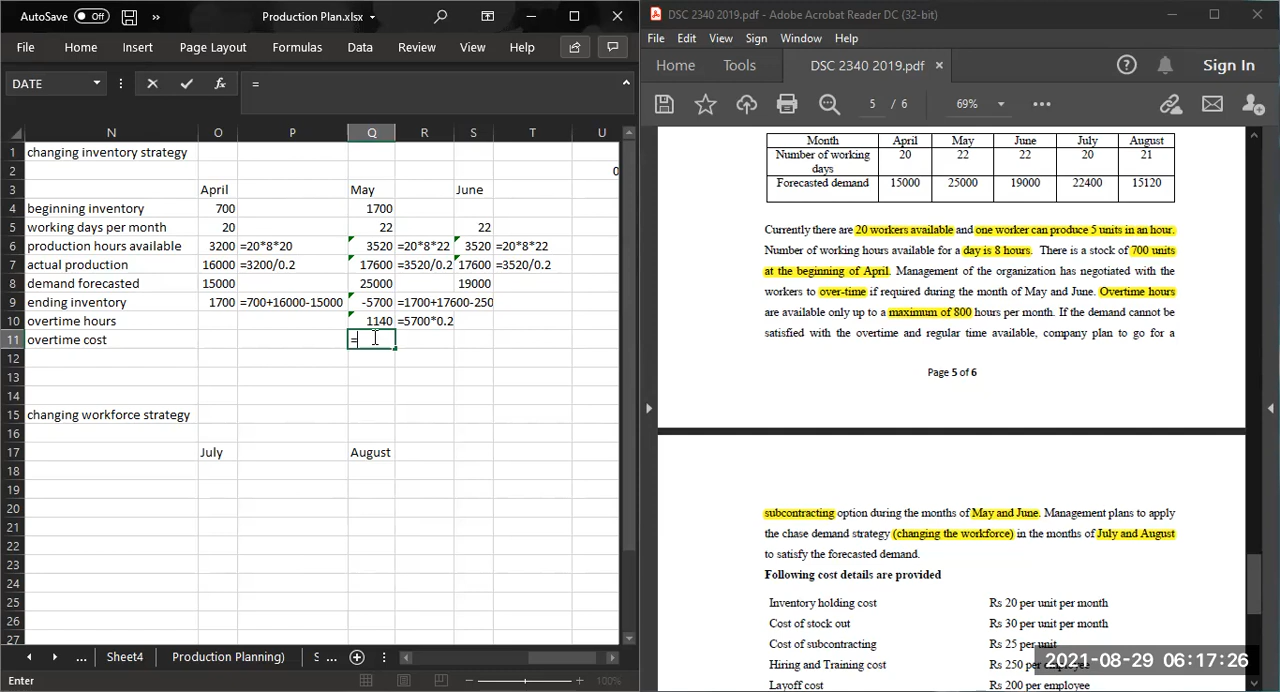 AutoSave Off » Production Plan.xlsx
File Home Insert Page Layout Formulas Data Review View Help
DATE fx =
N O P Q R S T U
1 changing inventory strategy
2 0
3 April May June
4 beginning inventory 700 1700
5 working days per month 20 22 22
6 production hours available 3200 =20*8*20 3520 =20*8*22 3520 =20*8*22
7 actual production 16000 =3200/0.2 17600 =3520/0.2 17600 =3520/0.2
8 demand forecasted 15000 25000 19000
9 ending inventory 1700 =700+16000-15000 -5700 =1700+17600-250
10 overtime hours 1140 =5700*0.2
11 overtime cost =
12
13
14
15 changing workforce strategy
16
17 July August
18
19
20
21
22
23
24
25
26
27
... Sheet4 Production Planning) S ...
Enter 100%
DSC 2340 2019.pdf - Adobe Acrobat Reader DC (32-bit)
File Edit View Sign Window Help
Home Tools DSC 2340 2019.pdf × Sign In
5 / 6 69%
Month April May June July August
Number of working days 20 22 22 20 21
Forecasted demand 15000 25000 19000 22400 15120
Currently there are 20 workers available and one worker can produce 5 units in an hour.
Number of working hours available for a day is 8 hours. There is a stock of 700 units
at the beginning of April. Management of the organization has negotiated with the
workers to over-time if required during the month of May and June. Overtime hours
are available only up to a maximum of 800 hours per month. If the demand cannot be
satisfied with the overtime and regular time available, company plan to go for a
Page 5 of 6
subcontracting option during the months of May and June. Management plans to apply
the chase demand strategy (changing the workforce) in the months of July and August
to satisfy the forecasted demand.
Following cost details are provided
Inventory holding cost Rs 20 per unit per month
Cost of stock out Rs 30 per unit per month
Cost of subcontracting Rs 25 per unit
Hiring and Training cost Rs 250 per employee
Layoff cost Rs 200 per employee
2021-08-29 06:17:26